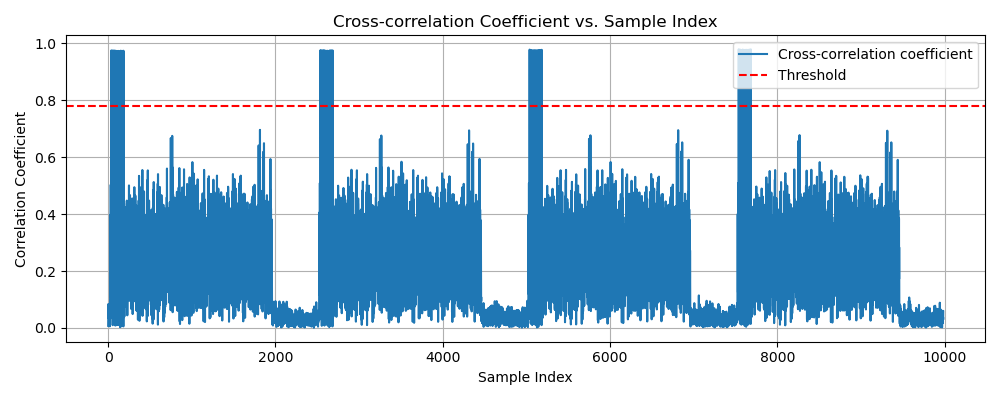 Cross-correlation Coefficient vs. Sample Index
Correlation Coefficient
1.0
0.8
0.6
0.4
0.2
0.0
Cross-correlation coefficient
Threshold
0
2000
4000
6000
8000
10000
Sample Index